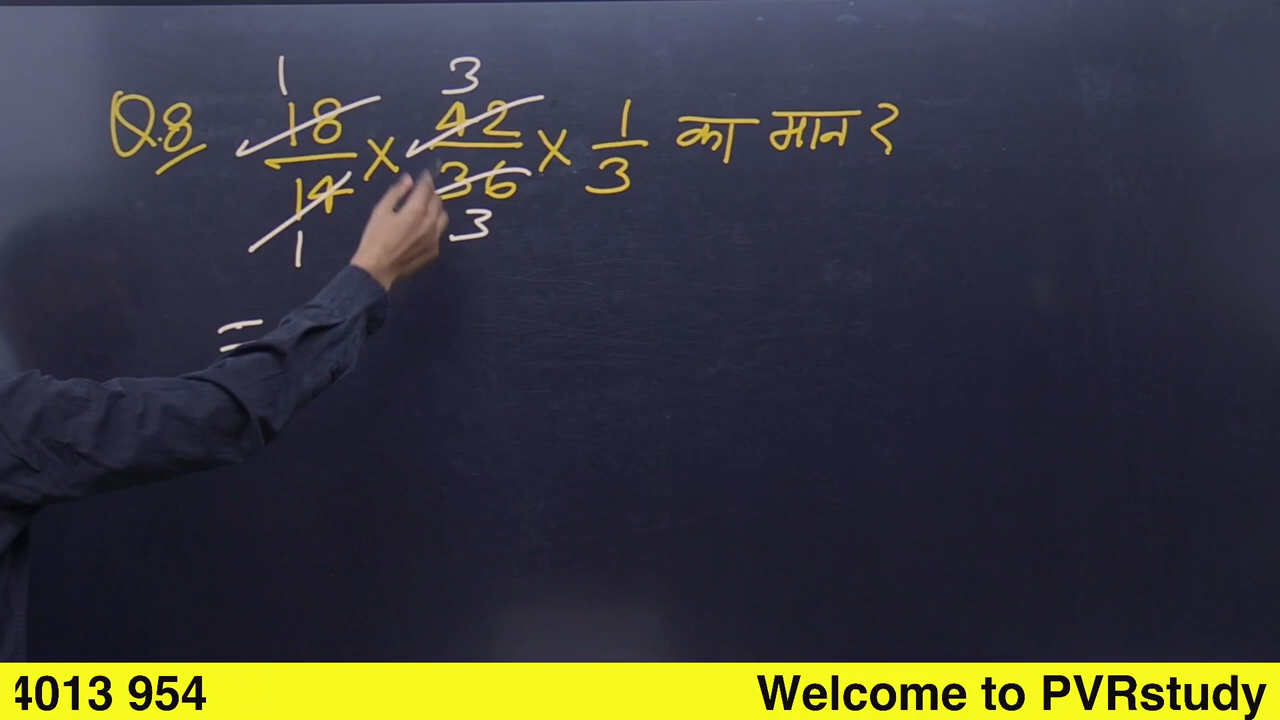 1 3
Q.8 18/14 × 42/36 × 1/3 का मान ?
1 3
=
4013 954
Welcome to PVRstudy